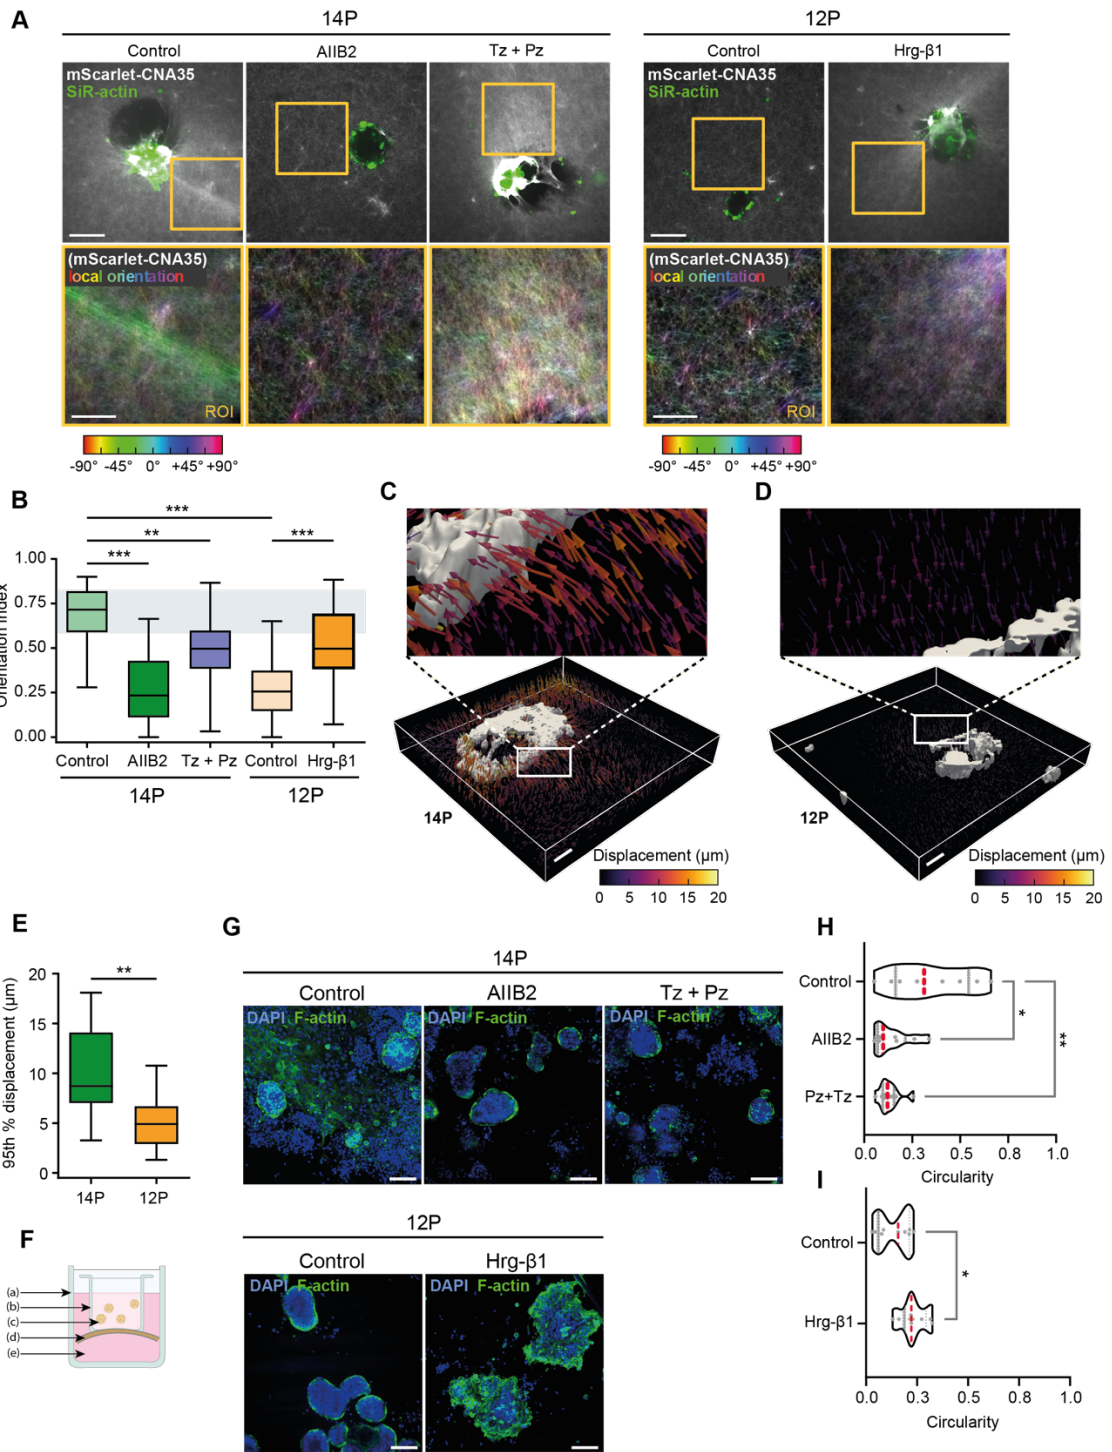 A
14P
12P
Control
AIIB2
Tz + Pz
Control
Hrg-β1
mScarlet-CNA35
SiR-actin
mScarlet-CNA35
SiR-actin
(mScarlet-CNA35)
local orientation
ROI
(mScarlet-CNA35)
local orientation
ROI
-90° -45° 0° +45° +90°
-90° -45° 0° +45° +90°
B
***
**
***
***
1.00
0.75
0.50
0.25
0.00
Orientation index
Control AIIB2 Tz + Pz Control Hrg-β1
14P
12P
C
14P
Displacement (μm)
0 5 10 15 20
D
12P
Displacement (μm)
0 5 10 15 20
E
**
20
15
10
5
0
95th % displacement (μm)
14P 12P
F
(a)
(b)
(c)
(d)
(e)
G
14P
Control
AIIB2
Tz + Pz
DAPI F-actin
DAPI F-actin
DAPI F-actin
12P
Control
Hrg-β1
DAPI F-actin
DAPI F-actin
H
Control
AIIB2
Pz+Tz
*
**
0.0 0.3 0.5 0.8 1.0
Circularity
I
Control
Hrg-β1
*
0.0 0.3 0.5 0.8 1.0
Circularity